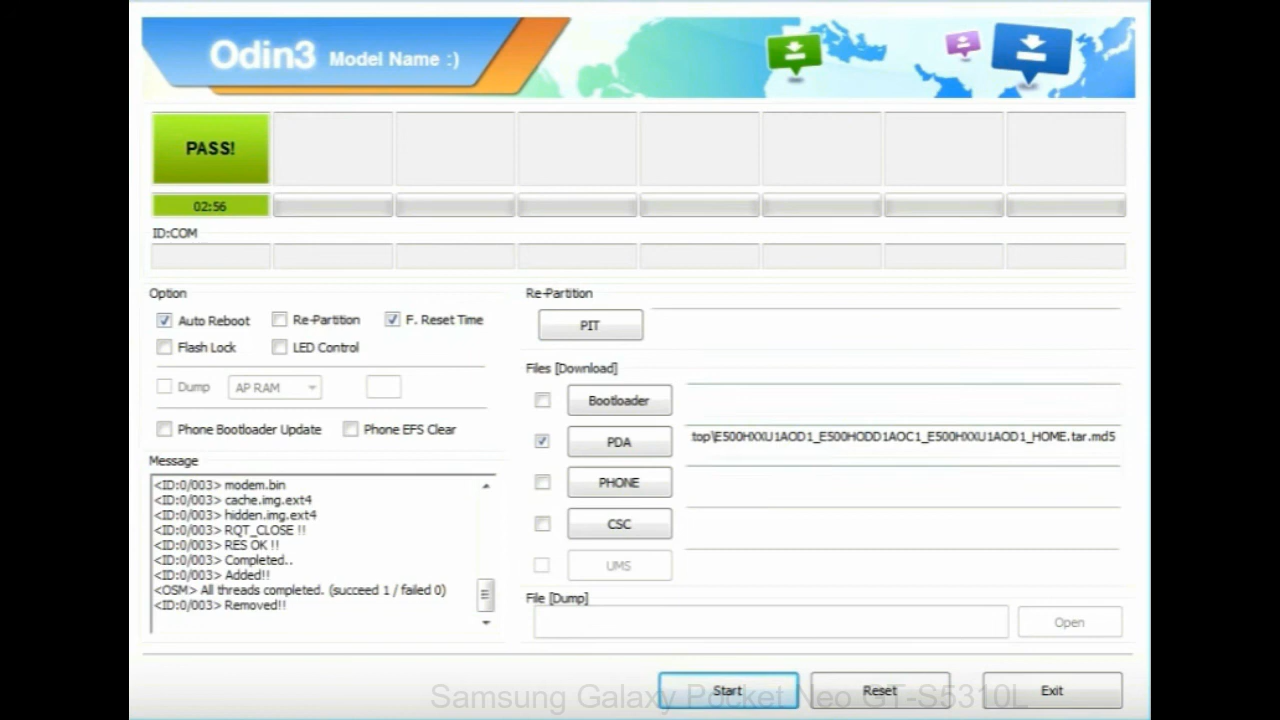 Odin3 Model Name :)
PASS!
02:56
ID:COM
Option
Auto Reboot Re-Partition F. Reset Time
Flash Lock LED Control
Dump AP RAM
Phone Bootloader Update Phone EFS Clear
Message
<ID:0/003> modem.bin
<ID:0/003> cache.img.ext4
<ID:0/003> hidden.img.ext4
<ID:0/003> RQT_CLOSE !!
<ID:0/003> RES OK !!
<ID:0/003> Completed..
<ID:0/003> Added!!
<OSM> All threads completed. (succeed 1 / failed 0)
<ID:0/003> Removed!!
Re-Partition
PIT
Files [Download]
Bootloader
PDA top\E500HXXU1AOD1_E500HODD1AOC1_E500HXXU1AOD1_HOME.tar.md5
PHONE
CSC
UMS
File [Dump]
Open
Start Reset Exit
Samsung Galaxy Pocket Neo GT-S5310L